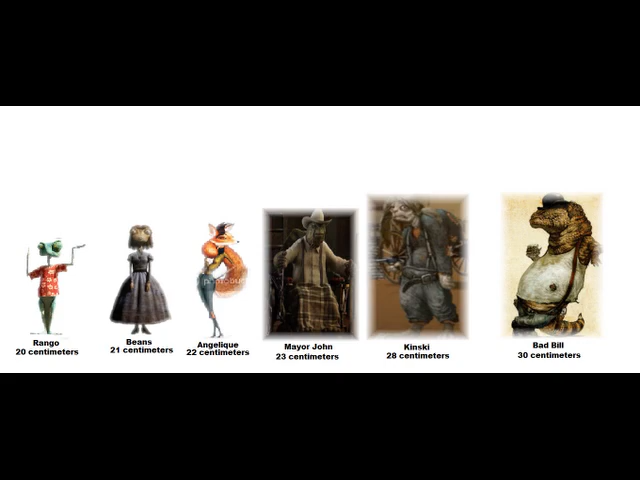 Rango
20 centimeters
Beans
21 centimeters
Angelique
22 centimeters
Mayor John
23 centimeters
Kinski
28 centimeters
Bad Bill
30 centimeters